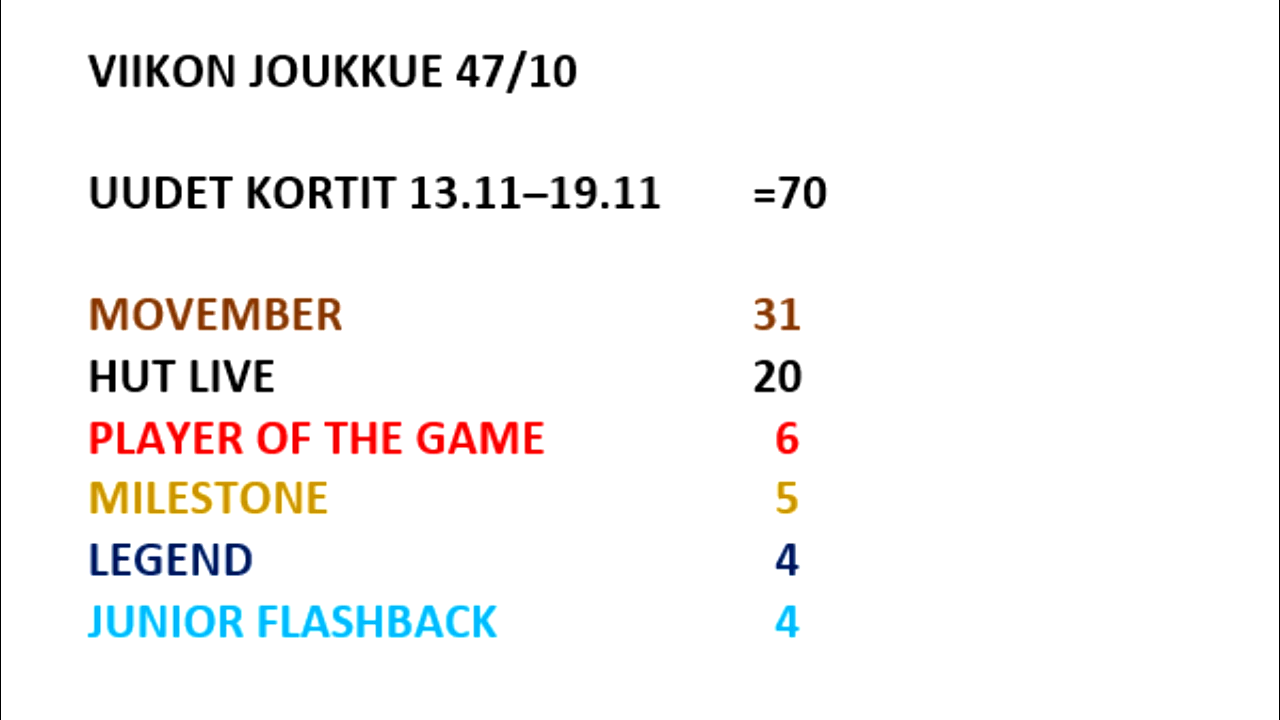 VIIKON JOUKKUE 47/10
UUDET KORTIT 13.11–19.11 =70
MOVEMBER 31
HUT LIVE 20
PLAYER OF THE GAME 6
MILESTONE 5
LEGEND 4
JUNIOR FLASHBACK 4